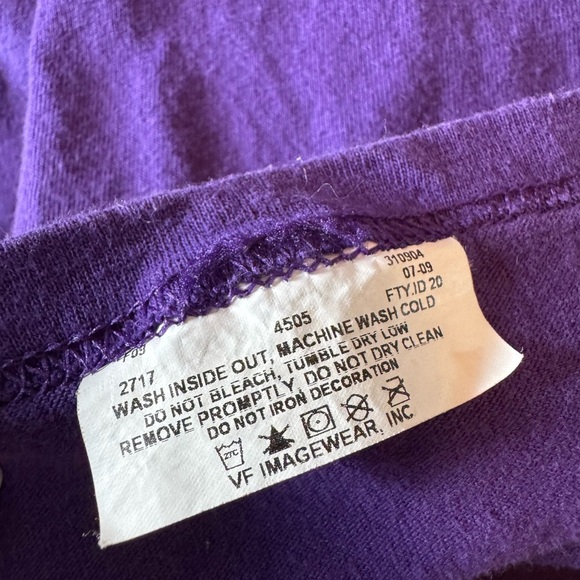 310904
07-09
FTY.ID 20
4505
F09
2717
WASH INSIDE OUT, MACHINE WASH COLD
DO NOT BLEACH, TUMBLE DRY LOW
REMOVE PROMPTLY, DO NOT DRY CLEAN
DO NOT IRON DECORATION
VF IMAGEWEAR, INC